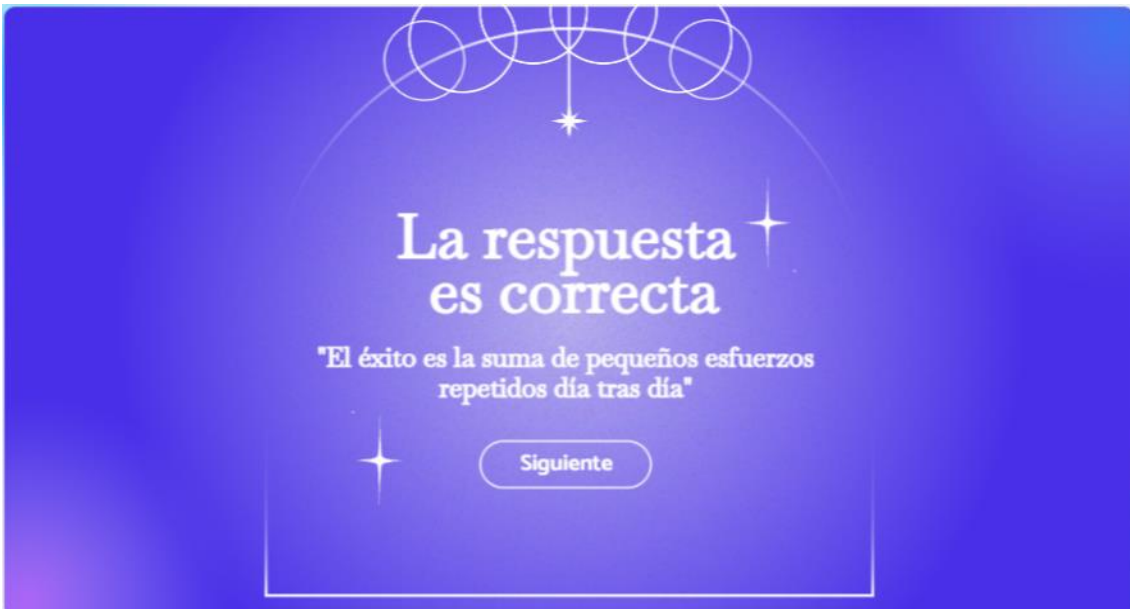 La respuesta
es correcta
"El éxito es la suma de pequeños esfuerzos
repetidos día tras día"
Siguiente